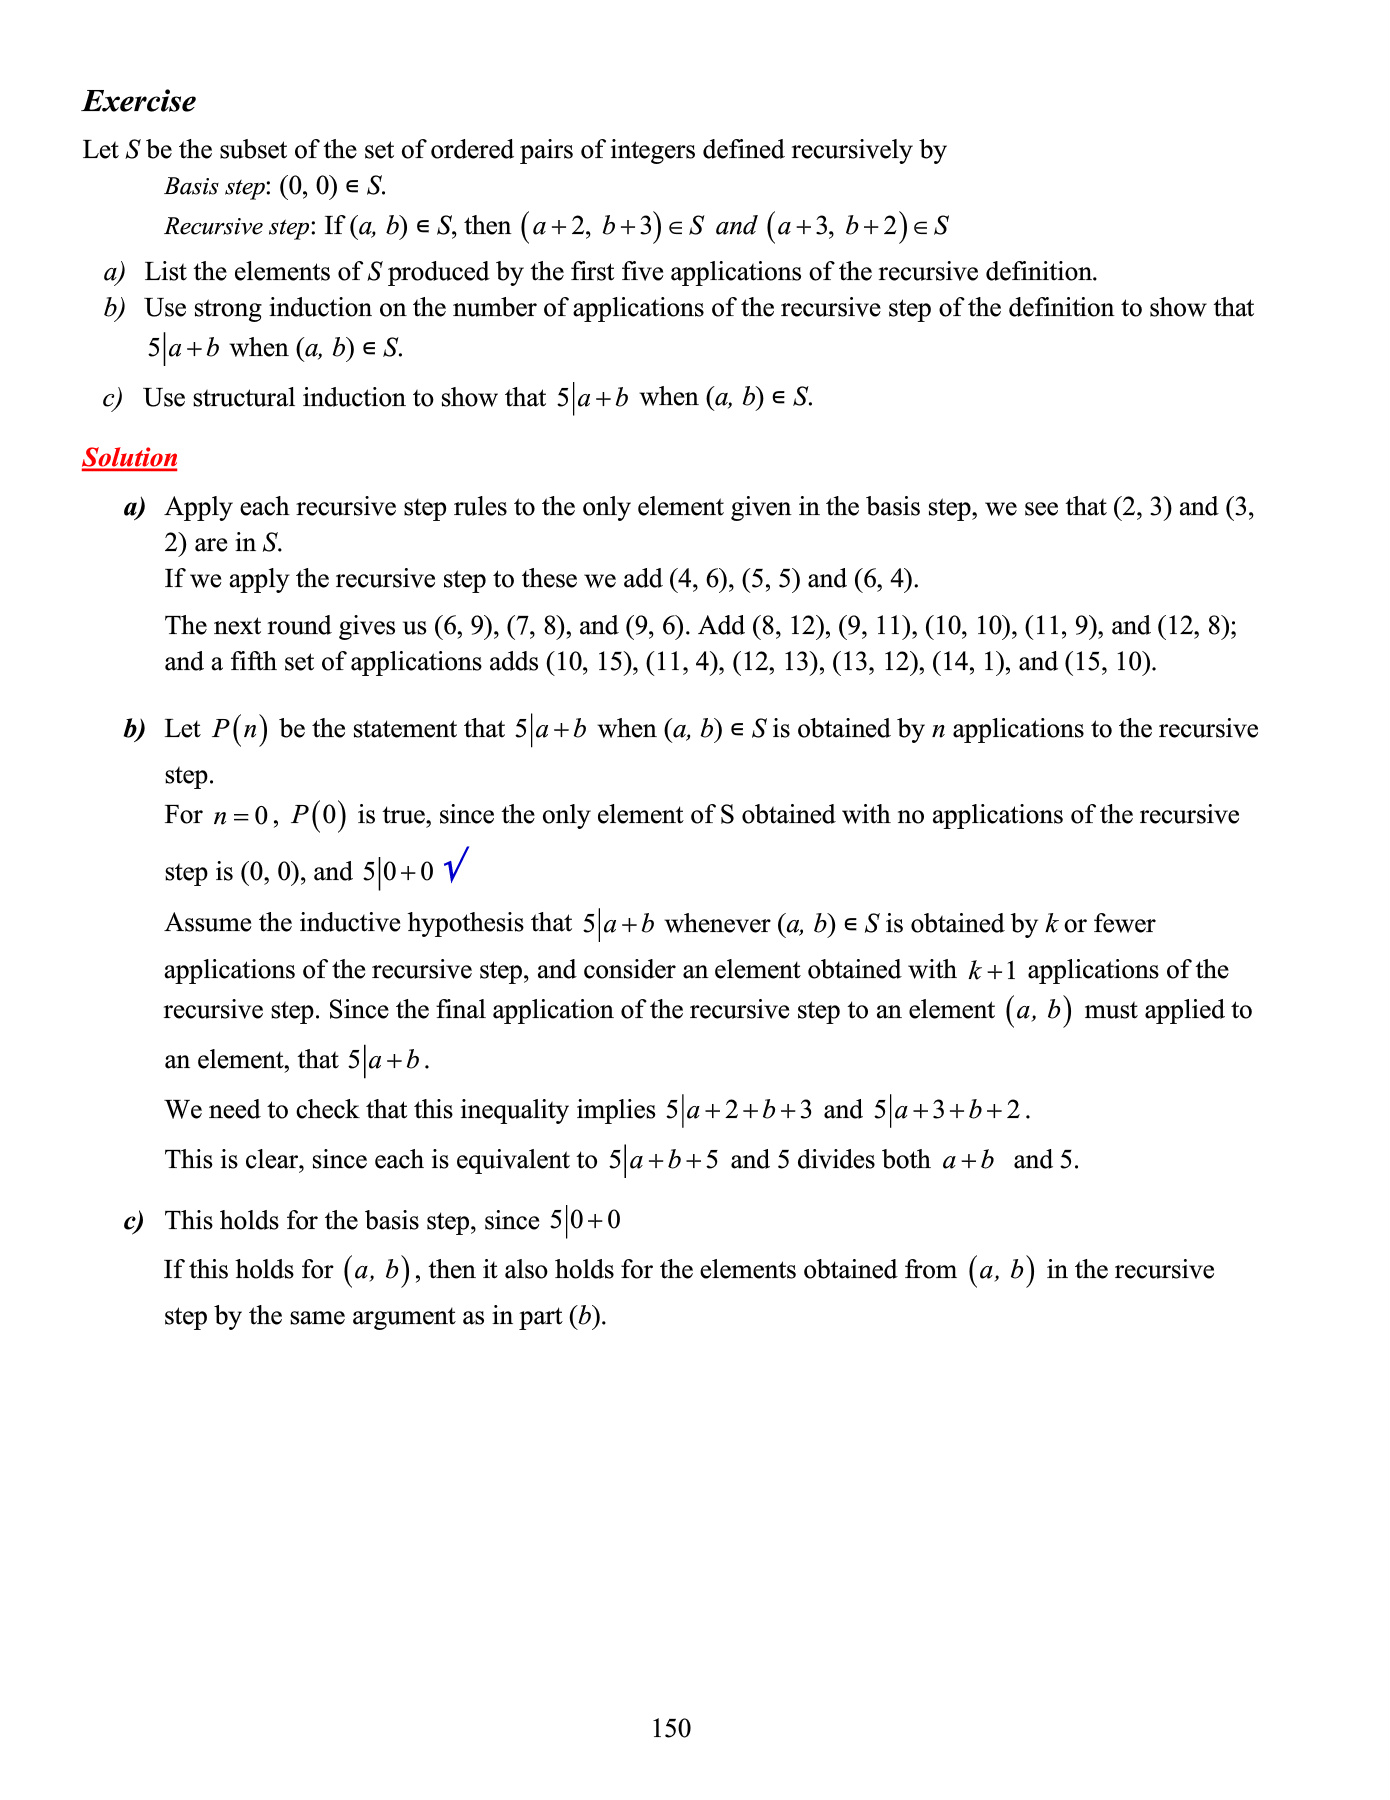 Exercise
Let S be the subset of the set of ordered pairs of integers defined recursively by
Basis step: (0, 0) ∈ S.
Recursive step: If (a, b) ∈ S, then (a+2, b+3) ∈ S and (a+3, b+2) ∈ S
a) List the elements of S produced by the first five applications of the recursive definition.
b) Use strong induction on the number of applications of the recursive step of the definition to show that
5|a+b when (a, b) ∈ S.
c) Use structural induction to show that 5|a+b when (a, b) ∈ S.
Solution
a) Apply each recursive step rules to the only element given in the basis step, we see that (2, 3) and (3,
2) are in S.
If we apply the recursive step to these we add (4, 6), (5, 5) and (6, 4).
The next round gives us (6, 9), (7, 8), and (9, 6). Add (8, 12), (9, 11), (10, 10), (11, 9), and (12, 8);
and a fifth set of applications adds (10, 15), (11, 4), (12, 13), (13, 12), (14, 1), and (15, 10).
b) Let P(n) be the statement that 5|a+b when (a, b) ∈ S is obtained by n applications to the recursive
step.
For n = 0, P(0) is true, since the only element of S obtained with no applications of the recursive
step is (0, 0), and 5|0+0 √
Assume the inductive hypothesis that 5|a+b whenever (a, b) ∈ S is obtained by k or fewer
applications of the recursive step, and consider an element obtained with k+1 applications of the
recursive step. Since the final application of the recursive step to an element (a, b) must applied to
an element, that 5|a+b.
We need to check that this inequality implies 5|a+2+b+3 and 5|a+3+b+2.
This is clear, since each is equivalent to 5|a+b+5 and 5 divides both a+b and 5.
c) This holds for the basis step, since 5|0+0
If this holds for (a, b), then it also holds for the elements obtained from (a, b) in the recursive
step by the same argument as in part (b).
150